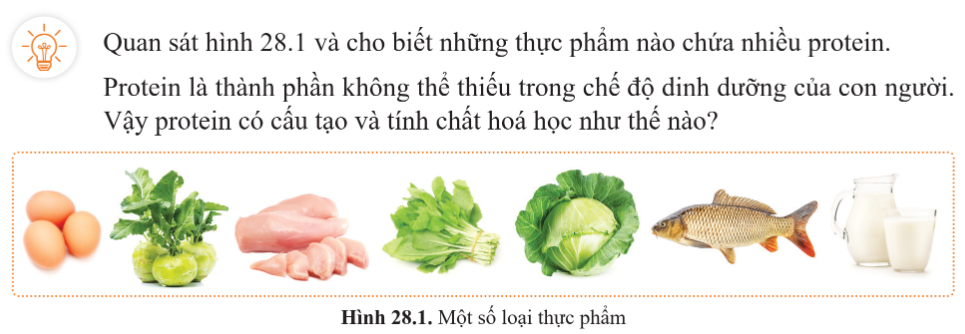 Quan sát hình 28.1 và cho biết những thực phẩm nào chứa nhiều protein.
Protein là thành phần không thể thiếu trong chế độ dinh dưỡng của con người.
Vậy protein có cấu tạo và tính chất hoá học như thế nào?
Hình 28.1. Một số loại thực phẩm